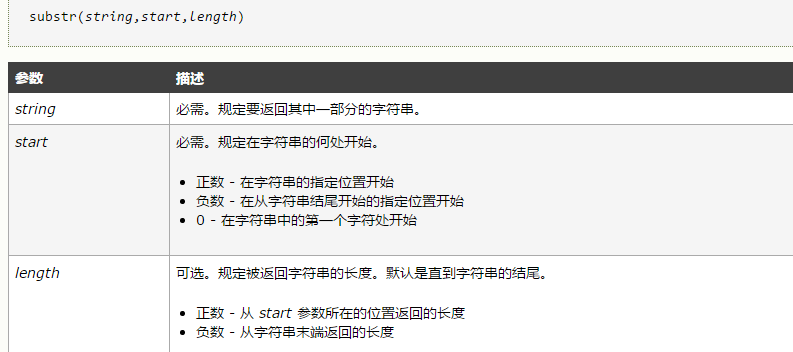 substr(string,start,length)
参数 描述
string 必需。规定要返回其中一部分的字符串。
start 必需。规定在字符串的何处开始。
• 正数 - 在字符串的指定位置开始
• 负数 - 在从字符串结尾开始的指定位置开始
• 0 - 在字符串中的第一个字符处开始
length 可选。规定被返回字符串的长度。默认是直到字符串的结尾。
• 正数 - 从 start 参数所在的位置返回的长度
• 负数 - 从字符串末端返回的长度